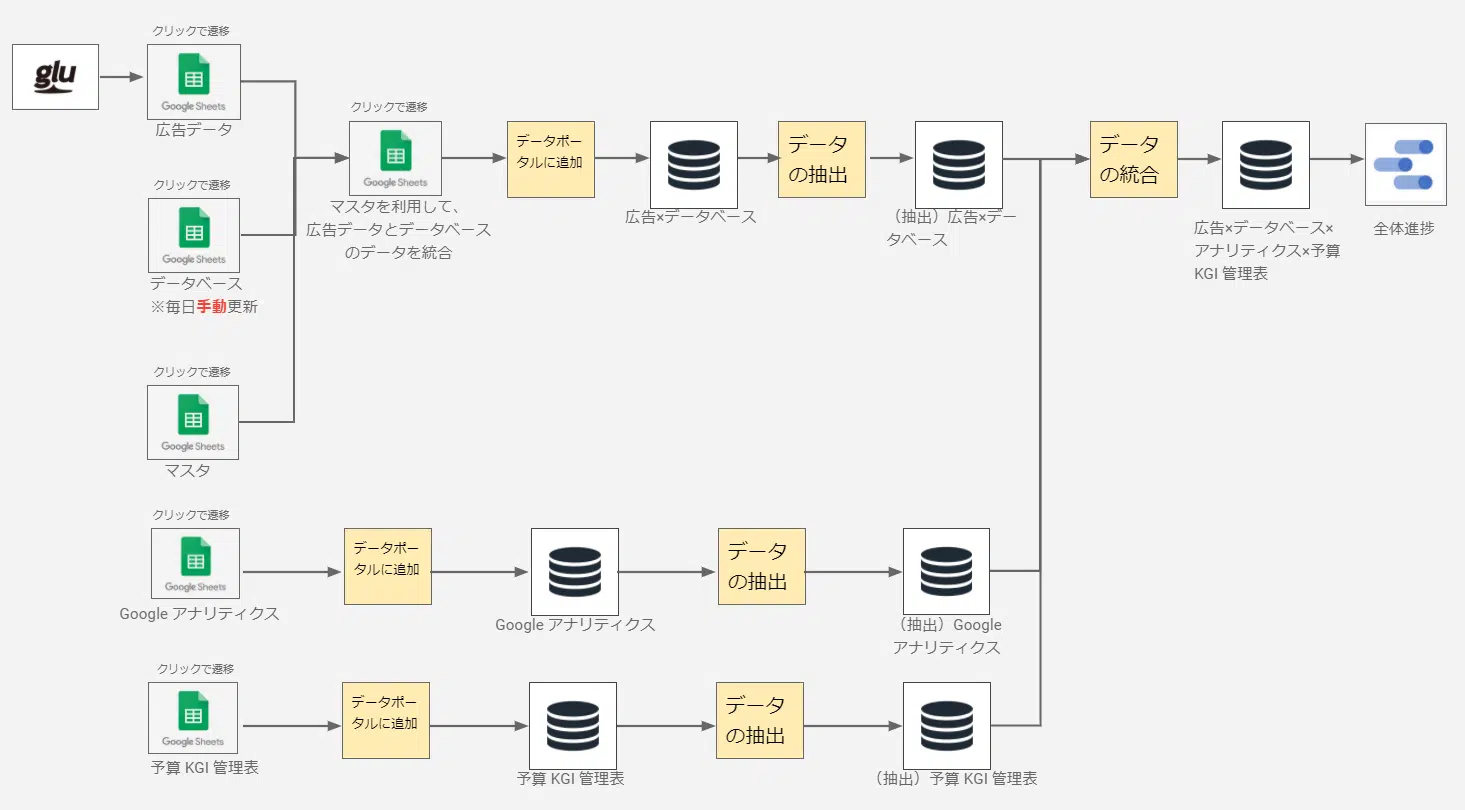 クリックで遷移
glu
Google Sheets
広告データ
クリックで遷移
Google Sheets
データベース
※毎日手動更新
クリックで遷移
Google Sheets
マスタ
クリックで遷移
Google Sheets
マスタを利用して、
広告データとデータベース
のデータを統合
データポー
タルに追加
広告×データベース
データ
の抽出
（抽出）広告×デー
タベース
データ
の統合
広告×データベース×
アナリティクス×予算
KGI 管理表
全体進捗
クリックで遷移
Google Sheets
Google アナリティクス
データポー
タルに追加
Google アナリティクス
データ
の抽出
（抽出）Google
アナリティクス
クリックで遷移
Google Sheets
予算 KGI 管理表
データポー
タルに追加
予算 KGI 管理表
データ
の抽出
（抽出）予算 KGI 管理表